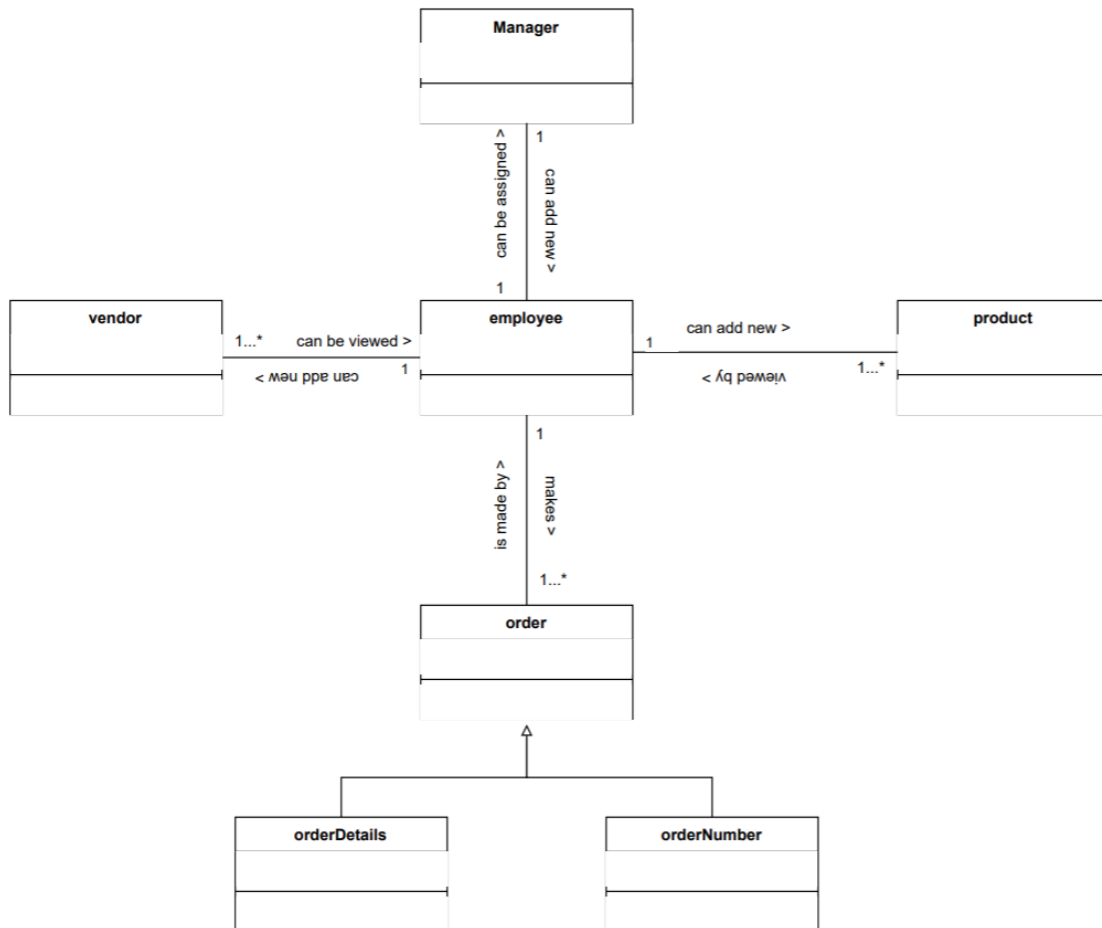 Manager
1
can be assigned >
can add new >
1
vendor
employee
product
1...*
can be viewed >
can add new >
1
can add new >
1
viewed by >
1...*
1
is made by >
makes >
1...*
order
orderDetails
orderNumber